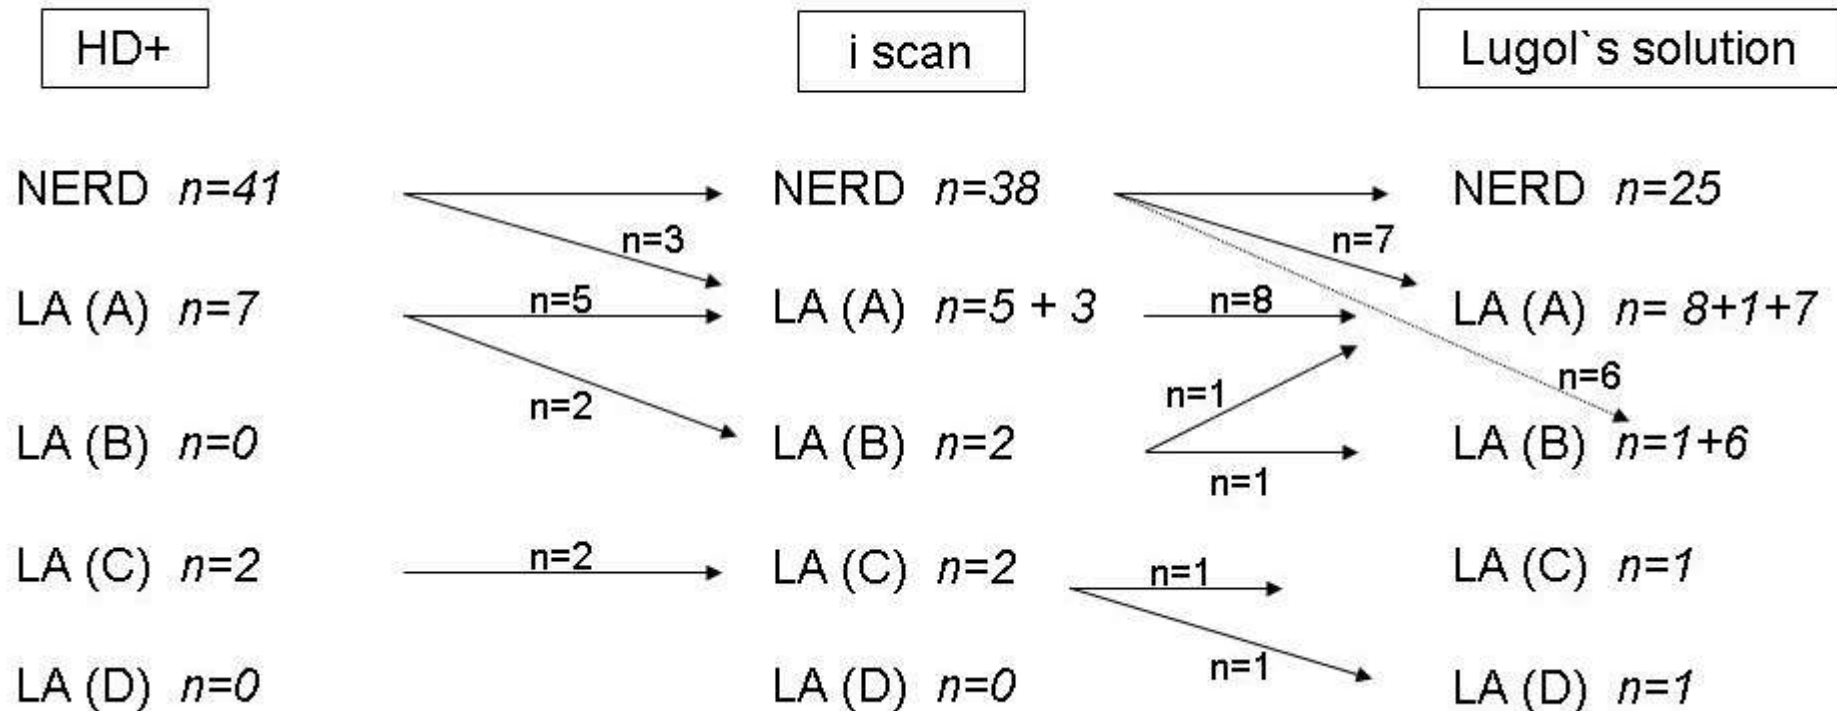 HD+ i scan Lugol`s solution
NERD n=41 NERD n=38 NERD n=25
n=3 n=7
LA (A) n=7 n=5 LA (A) n=5 + 3 n=8 LA (A) n= 8+1+7
n=2 n=1 n=6
LA (B) n=0 LA (B) n=2 LA (B) n=1+6
n=1
LA (C) n=2 n=2 LA (C) n=2 n=1 LA (C) n=1
n=1
LA (D) n=0 LA (D) n=0 LA (D) n=1